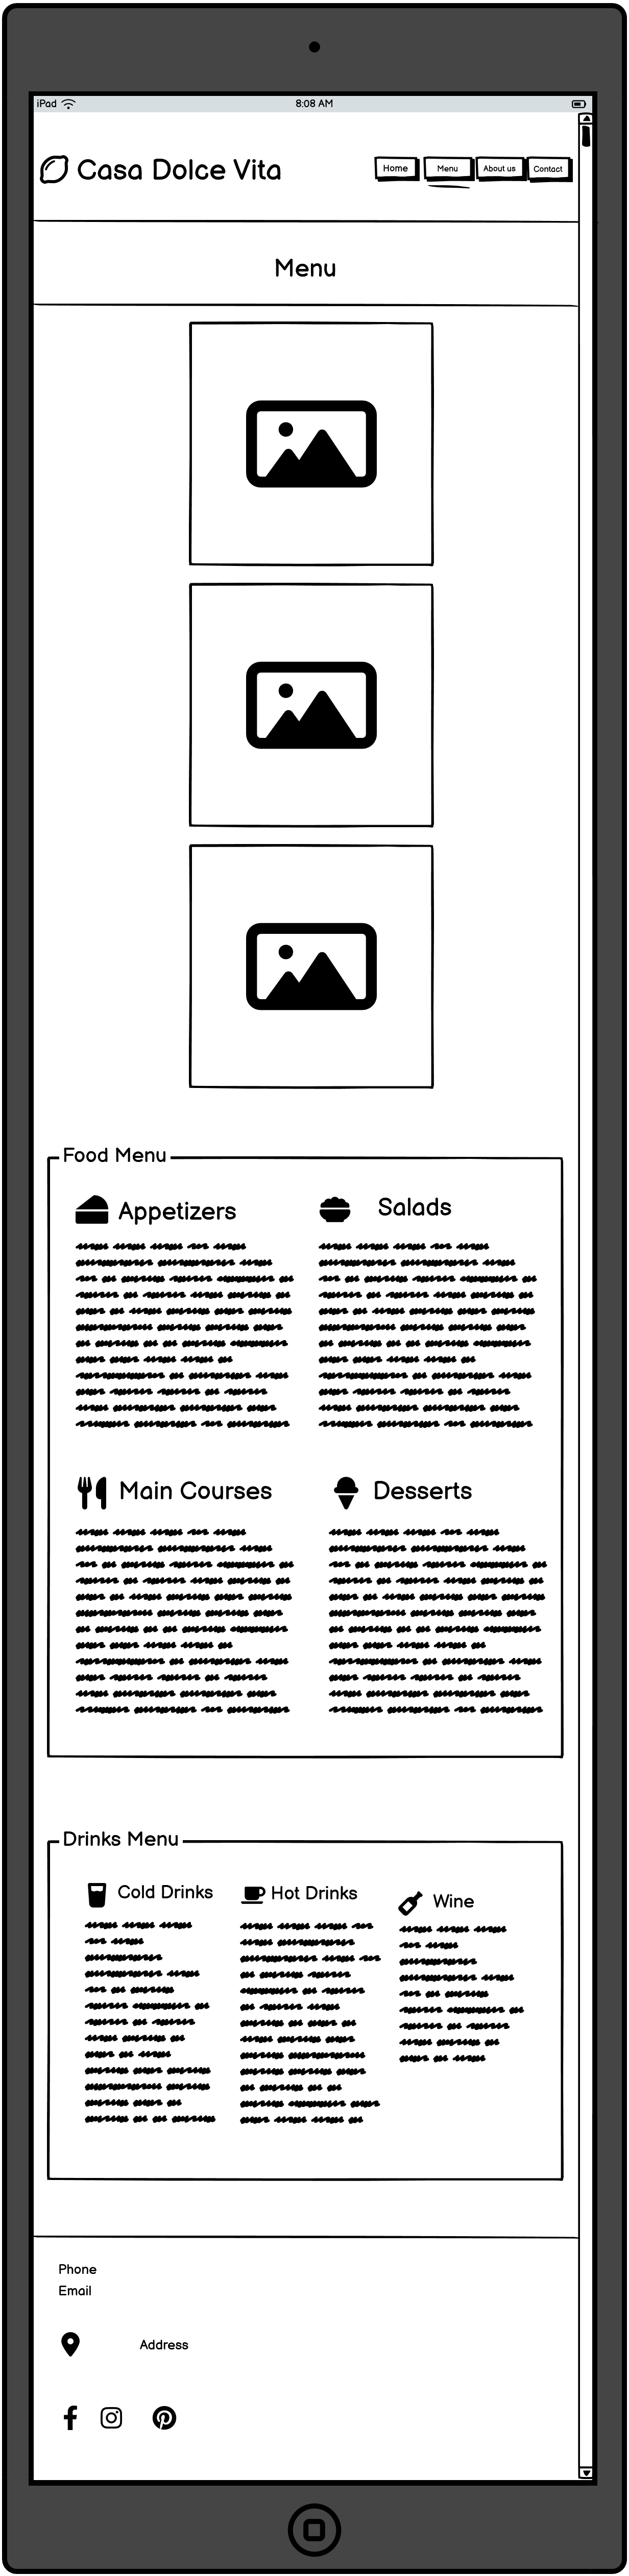 iPad 8:08 AM
Casa Dolce Vita
Home Menu About us Contact
Menu
Food Menu
Appetizers
Salads
Main Courses
Desserts
Drinks Menu
Cold Drinks
Hot Drinks
Wine
Phone
Email
Address